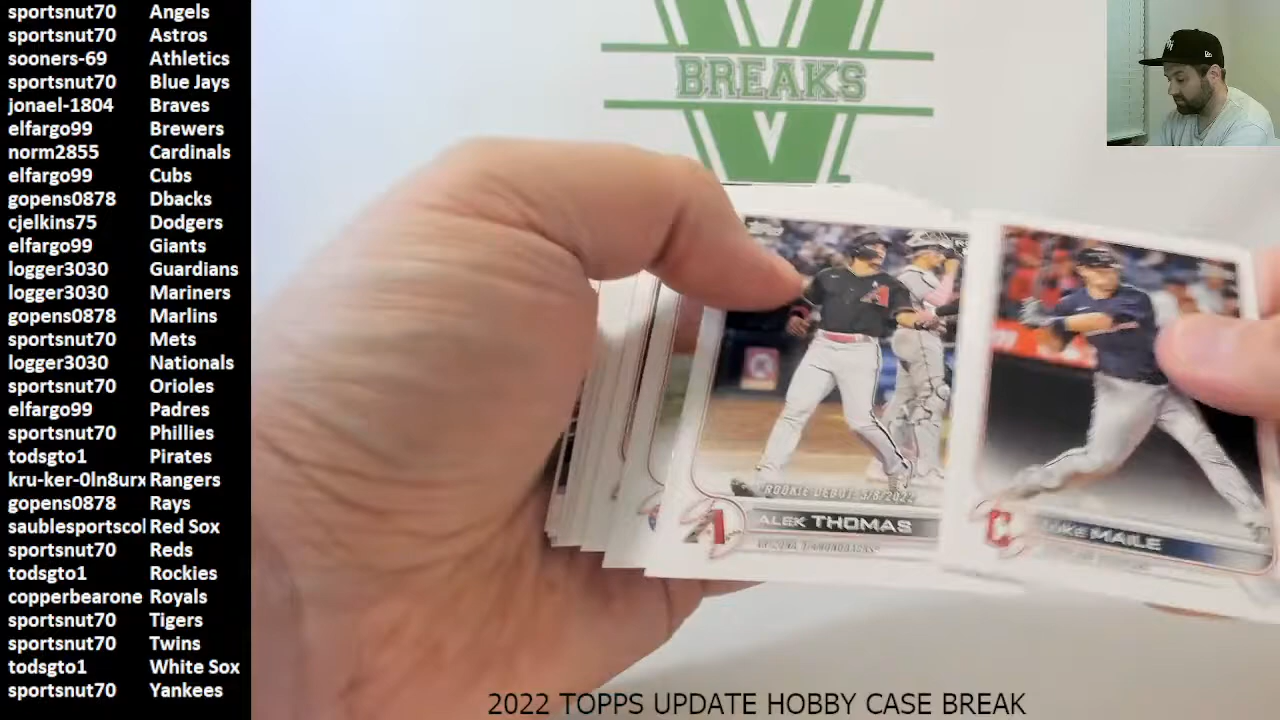 sportsnut70 Angels
sportsnut70 Astros
sooners-69 Athletics
sportsnut70 Blue Jays
jonael-1804 Braves
elfargo99 Brewers
norm2855 Cardinals
elfargo99 Cubs
gopens0878 Dbacks
cjelkins75 Dodgers
elfargo99 Giants
logger3030 Guardians
logger3030 Mariners
gopens0878 Marlins
sportsnut70 Mets
logger3030 Nationals
sportsnut70 Orioles
elfargo99 Padres
sportsnut70 Phillies
todsgto1 Pirates
kru-ker-0ln8urx Rangers
gopens0878 Rays
saublesportscol Red Sox
sportsnut70 Reds
todsgto1 Rockies
copperbearone Royals
sportsnut70 Tigers
sportsnut70 Twins
todsgto1 White Sox
sportsnut70 Yankees
V
BREAKS
topps
ROOKIE DEBUT: 5/8/2022
ALEK THOMAS
ARIZONA DIAMONDBACKS
MAILE
2022 TOPPS UPDATE HOBBY CASE BREAK